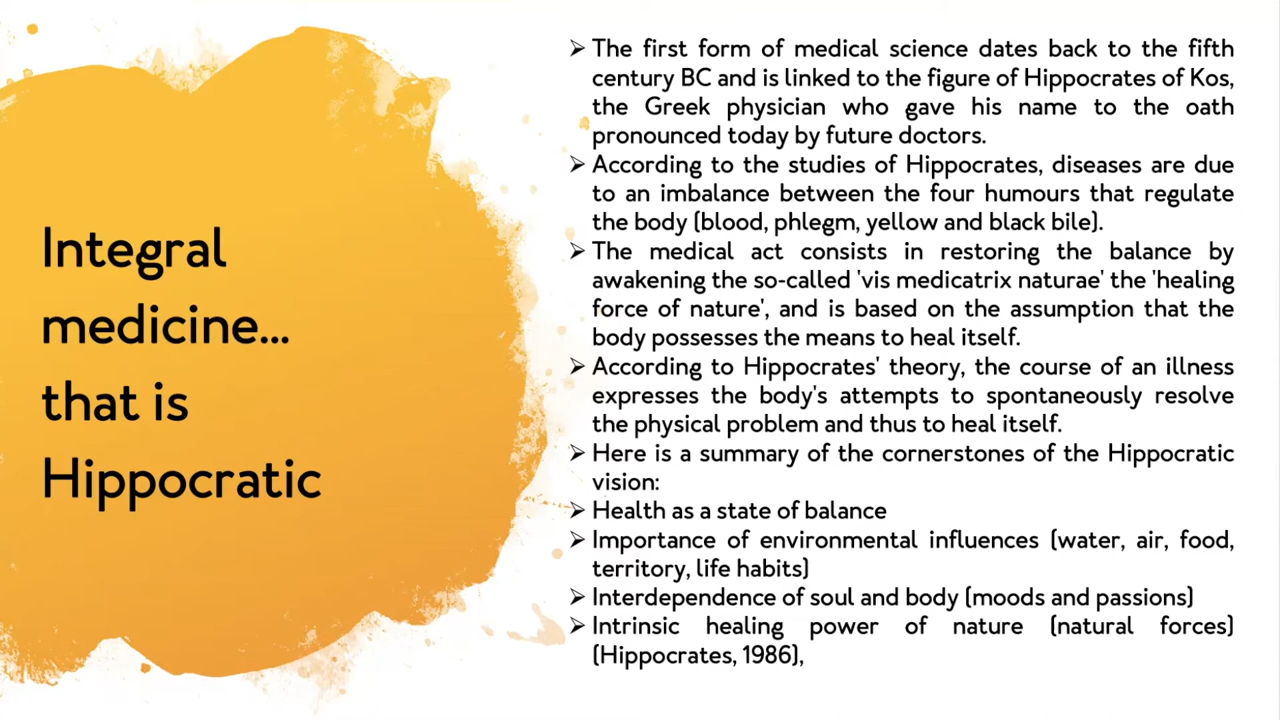 Integral
medicine...
that is
Hippocratic
➢ The first form of medical science dates back to the fifth
century BC and is linked to the figure of Hippocrates of Kos,
the Greek physician who gave his name to the oath
pronounced today by future doctors.
➢ According to the studies of Hippocrates, diseases are due
to an imbalance between the four humours that regulate
the body (blood, phlegm, yellow and black bile).
➢ The medical act consists in restoring the balance by
awakening the so-called 'vis medicatrix naturae' the 'healing
force of nature', and is based on the assumption that the
body possesses the means to heal itself.
➢ According to Hippocrates' theory, the course of an illness
expresses the body's attempts to spontaneously resolve
the physical problem and thus to heal itself.
➢ Here is a summary of the cornerstones of the Hippocratic
vision:
➢ Health as a state of balance
➢ Importance of environmental influences (water, air, food,
territory, life habits)
➢ Interdependence of soul and body (moods and passions)
➢ Intrinsic healing power of nature (natural forces)
(Hippocrates, 1986),